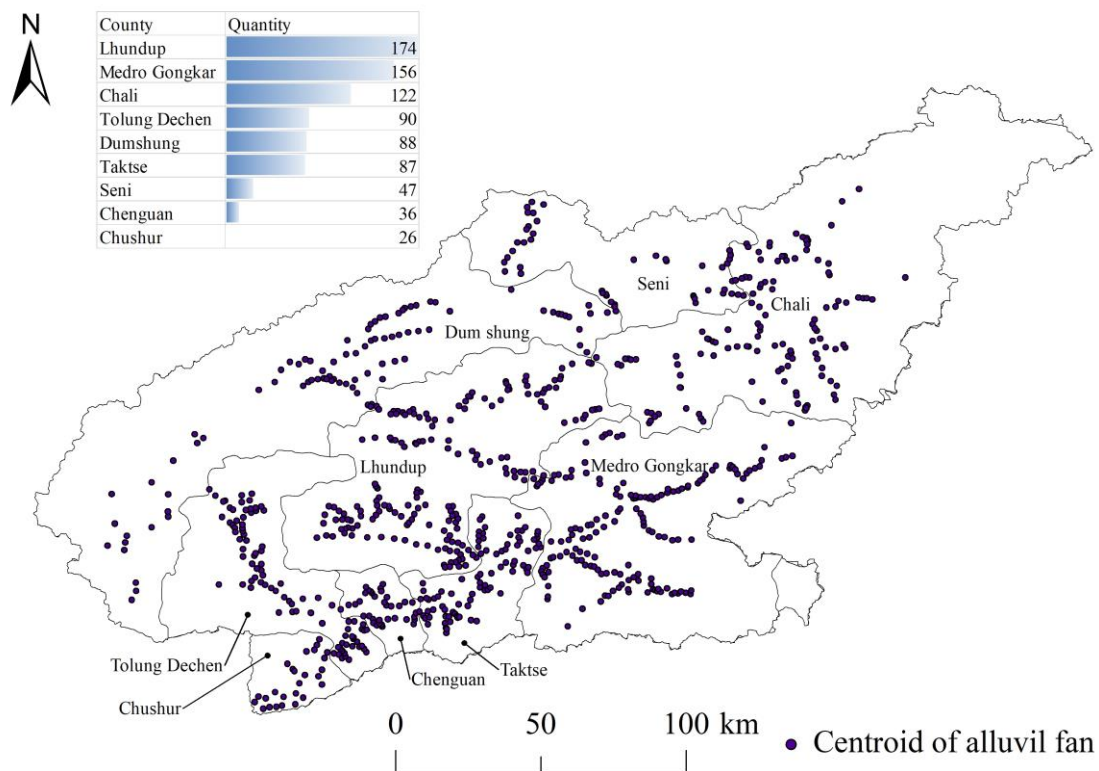 N
County Quantity
Lhundup 174
Medro Gongkar 156
Chali 122
Tolung Dechen 90
Dumshung 88
Taktse 87
Seni 47
Chenguan 36
Chushur 26
Seni
Chali
Dum shung
Lhundup
Medro Gongkar
Tolung Dechen
Taktse
Chenguan
Chushur
0 50 100 km
Centroid of alluvil fan